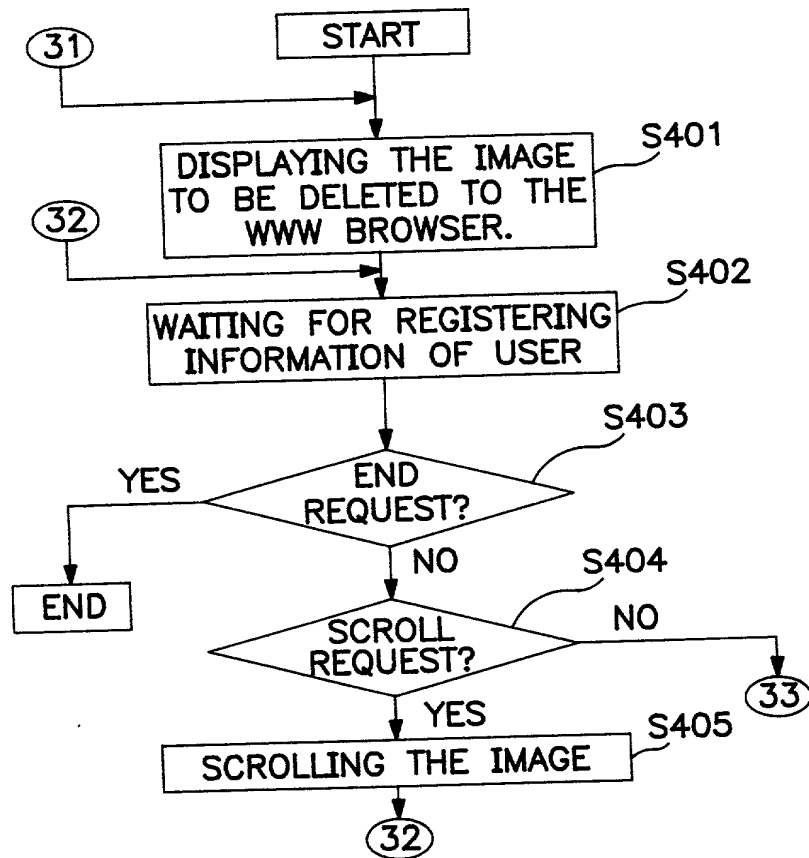 START
31
DISPLAYING THE IMAGE
TO BE DELETED TO THE
WWW BROWSER.
S401
32
WAITING FOR REGISTERING
INFORMATION OF USER
S402
END
REQUEST?
S403
YES
NO
END
SCROLL
REQUEST?
S404
NO
33
YES
SCROLLING THE IMAGE
S405
32